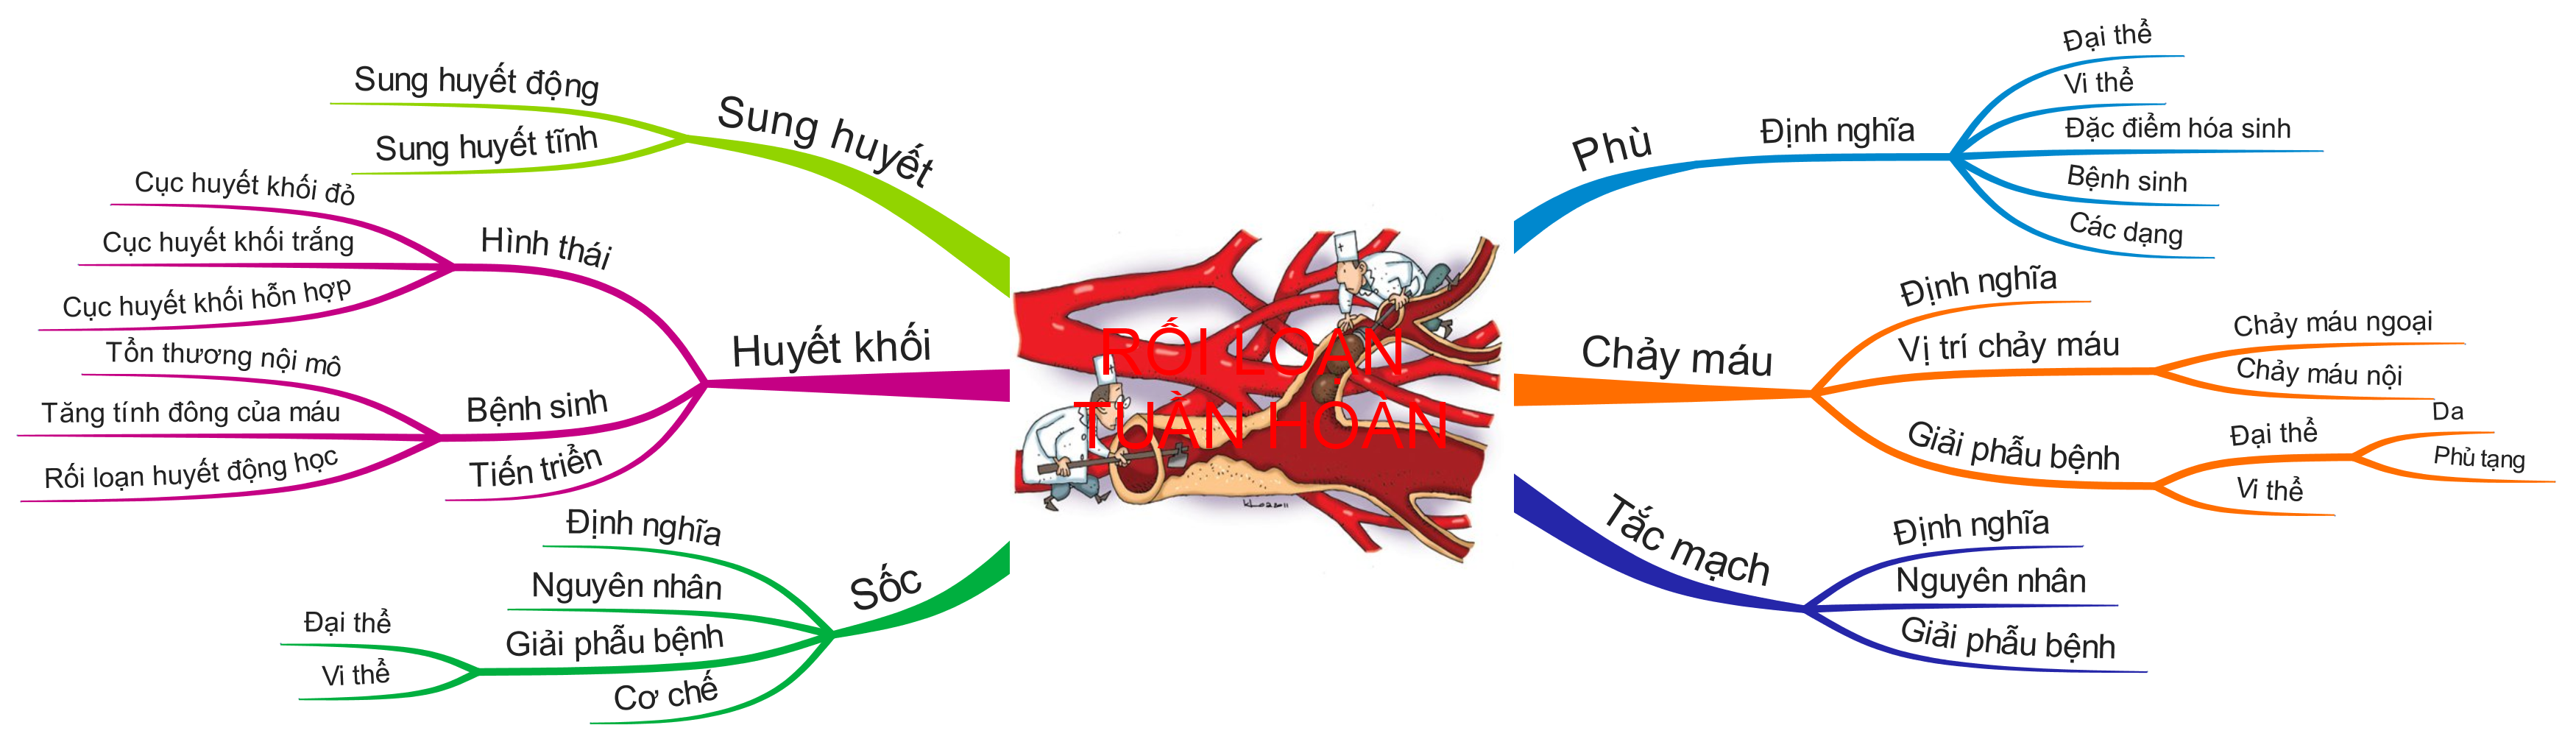 Sung huyết
Sung huyết động
Sung huyết tĩnh
Huyết khối
Hình thái
Cục huyết khối đỏ
Cục huyết khối trắng
Cục huyết khối hỗn hợp
Bệnh sinh
Tổn thương nội mô
Tăng tính đông của máu
Rối loạn huyết động học
Tiến triển
Sốc
Định nghĩa
Nguyên nhân
Giải phẫu bệnh
Đại thể
Vi thể
Cơ chế
RỐI LOẠN
TUẦN HOÀN
Phù
Định nghĩa
Đại thể
Vi thể
Đặc điểm hóa sinh
Bệnh sinh
Các dạng
Chảy máu
Định nghĩa
Vị trí chảy máu
Chảy máu ngoại
Chảy máu nội
Giải phẫu bệnh
Đại thể
Da
Phủ tạng
Vi thể
Tắc mạch
Định nghĩa
Nguyên nhân
Giải phẫu bệnh